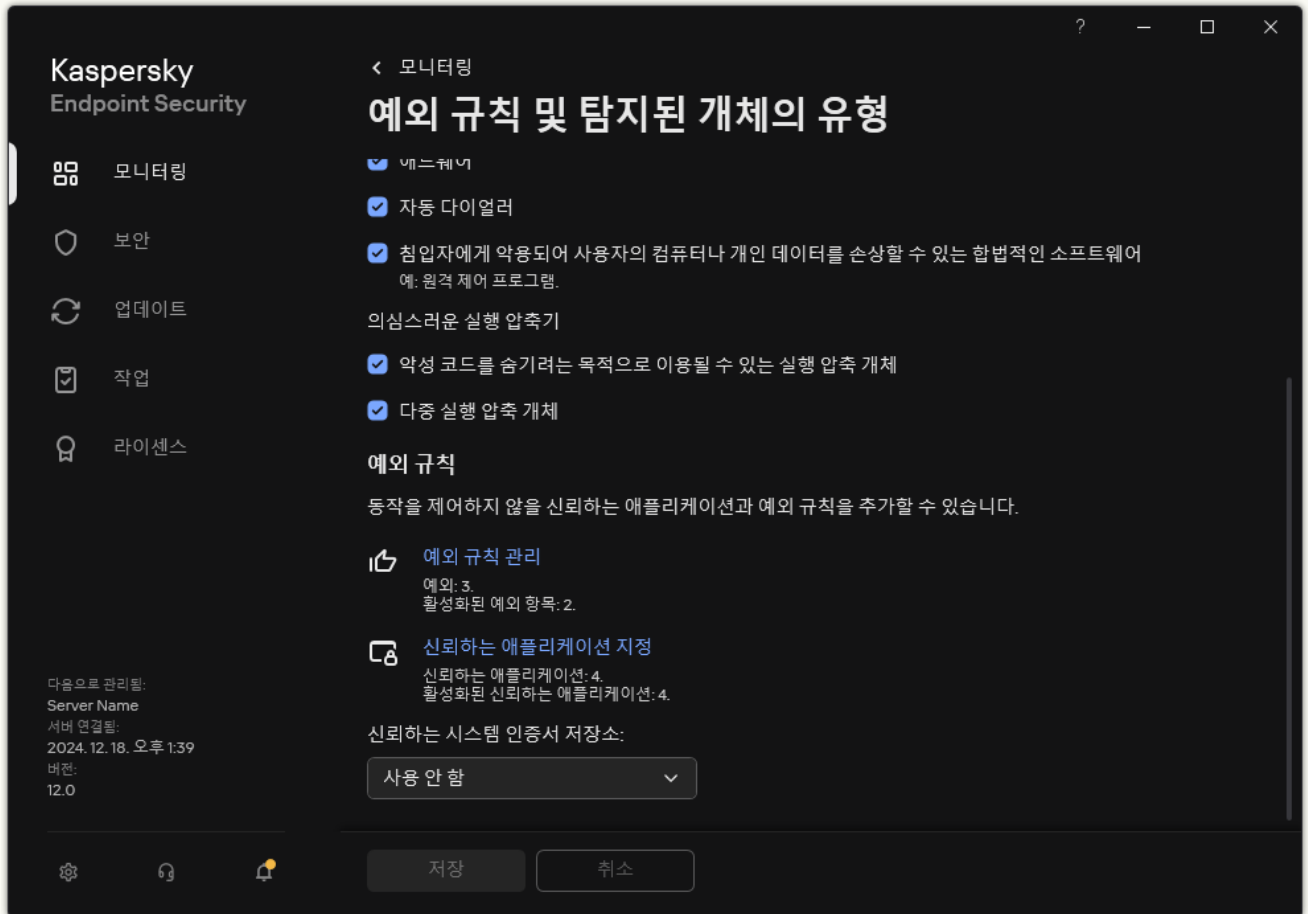 ?
Kaspersky
Endpoint Security
모니터링
보안
업데이트
작업
라이센스
다음으로 관리됨:
Server Name
서버 연결됨:
2024. 12. 18. 오후 1:39
버전:
12.0
모니터링
예외 규칙 및 탐지된 개체의 유형
애드웨어
자동 다이얼러
침입자에게 악용되어 사용자의 컴퓨터나 개인 데이터를 손상할 수 있는 합법적인 소프트웨어
예: 원격 제어 프로그램.
의심스러운 실행 압축기
악성 코드를 숨기려는 목적으로 이용될 수 있는 실행 압축 개체
다중 실행 압축 개체
예외 규칙
동작을 제어하지 않을 신뢰하는 애플리케이션과 예외 규칙을 추가할 수 있습니다.
예외 규칙 관리
예외: 3.
활성화된 예외 항목: 2.
신뢰하는 애플리케이션 지정
신뢰하는 애플리케이션: 4.
활성화된 신뢰하는 애플리케이션: 4.
신뢰하는 시스템 인증서 저장소:
사용 안 함
저장
취소